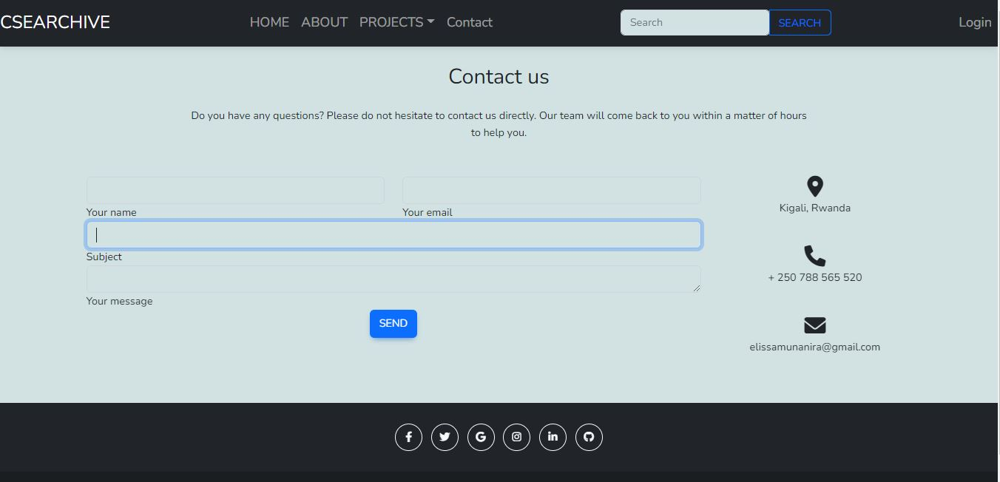 CSEARCHIVE
HOME ABOUT PROJECTS Contact
Search SEARCH
Login
Contact us
Do you have any questions? Please do not hesitate to contact us directly. Our team will come back to you within a matter of hours
to help you.
Your name
Your email
Subject
Your message
SEND
Kigali, Rwanda
+ 250 788 565 520
elissamunanira@gmail.com